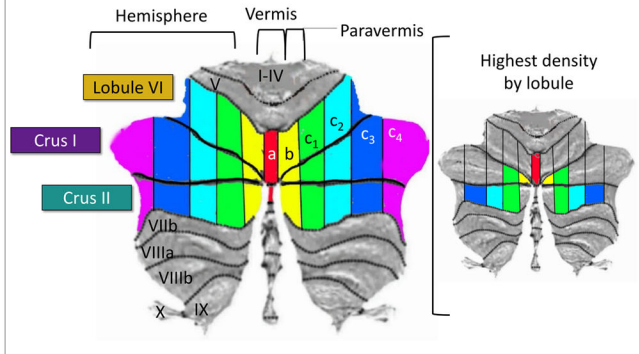 Hemisphere
Vermis
Paravermis
Highest density
by lobule
Lobule VI
V
I-IV
Crus I
a
b
c1
c2
c3
c4
Crus II
VIIb
VIIIa
VIIIb
X
IX